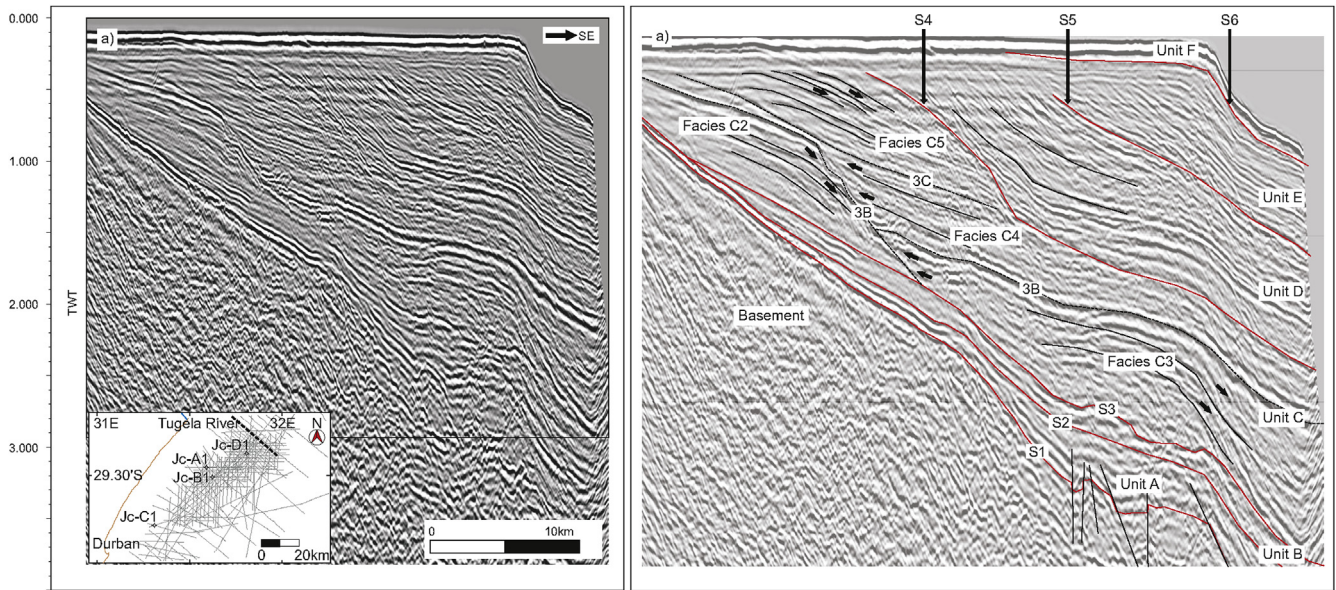 0.000
1.000
2.000
3.000
TWT
a)
SE
31E
32E
N
Tugela River
Jc-D1
Jc-A1
29.30'S
Jc-B1
Jc-C1
Durban
0
20km
0
10km
S4
S5
S6
a)
Unit F
Facies C2
Facies C5
3C
3B
Facies C4
Unit E
3B
Unit D
Basement
Facies C3
S3
Unit C
S2
S1
Unit A
Unit B